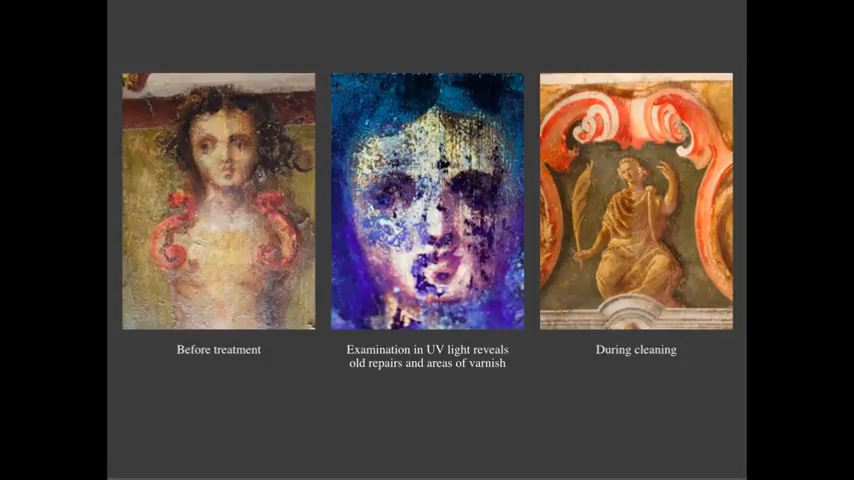 Before treatment
Examination in UV light reveals
old repairs and areas of varnish
During cleaning